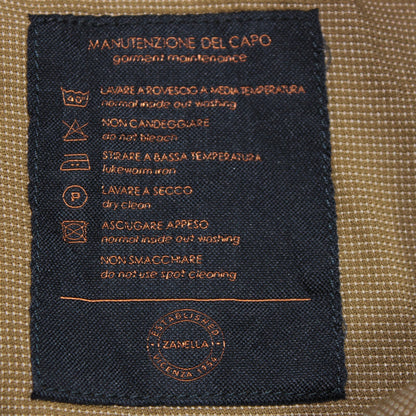 MANUTENZIONE DEL CAPO
garment maintenance
40°
LAVARE A ROVESCIO A MEDIA TEMPERATURA
normal inside out washing
NON CANDEGGIARE
do not bleach
STIRARE A BASSA TEMPERATURA
lukewarm iron
P
LAVARE A SECCO
dry clean
ASCIUGARE APPESO
normal inside out washing
NON SMACCHIARE
do not use spot cleaning
ESTABLISHED
ZANELLA
VICENZA 1954